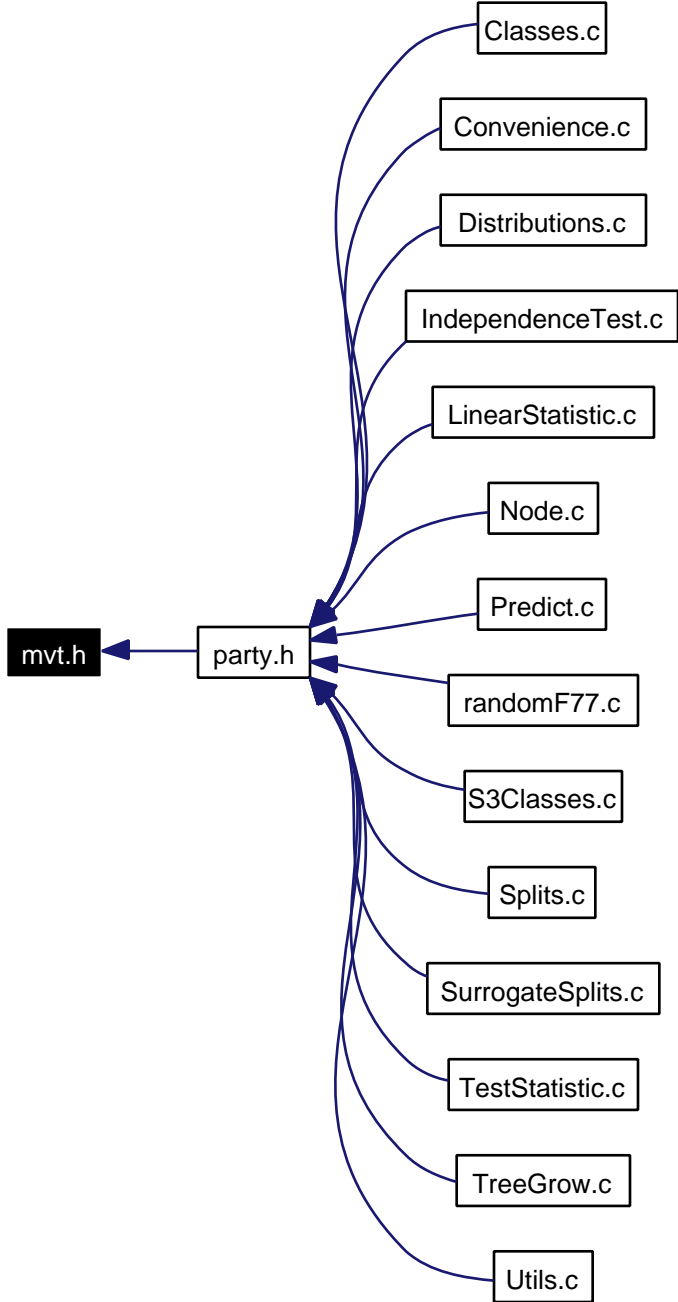 Classes.c
Convenience.c
Distributions.c
IndependenceTest.c
LinearStatistic.c
Node.c
Predict.c
mvt.h
party.h
randomF77.c
S3Classes.c
Splits.c
SurrogateSplits.c
TestStatistic.c
TreeGrow.c
Utils.c